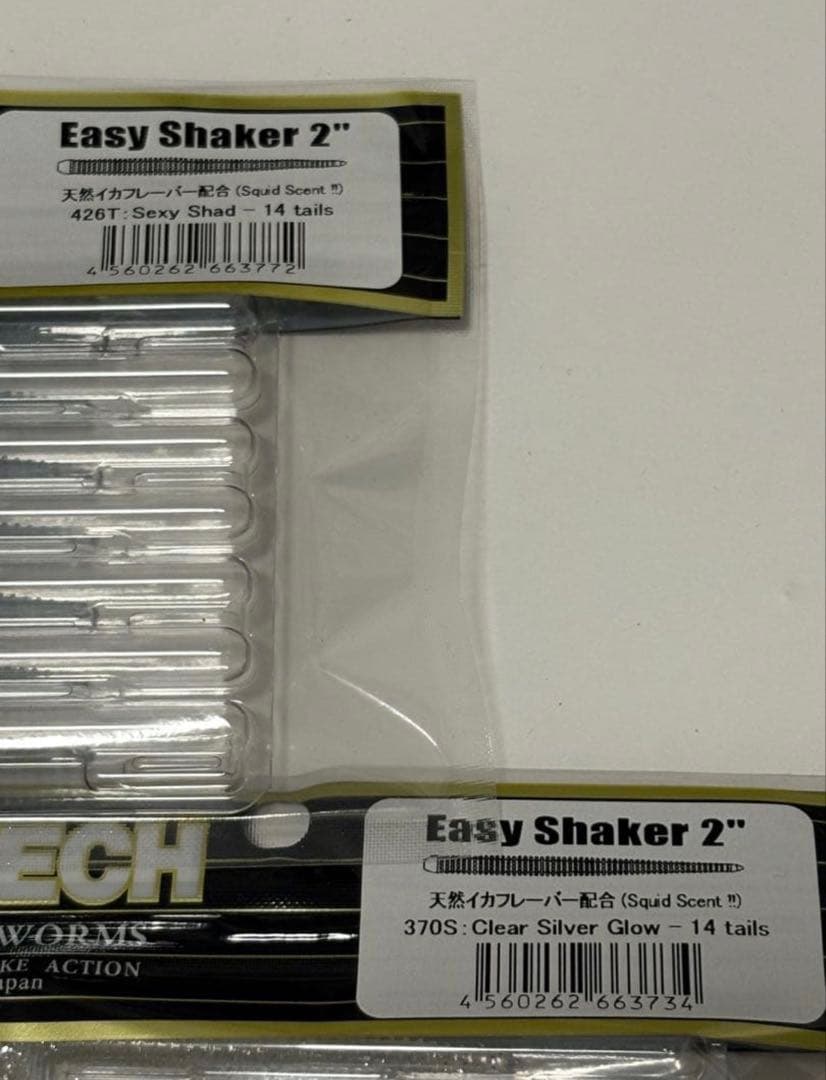 Easy Shaker 2"
天然イカフレーバー配合 (Squid Scent !!)
426T : Sexy Shad - 14 tails
4 560262 663772
ECH
WORMS
KE ACTION
apan
Easy Shaker 2"
天然イカフレーバー配合 (Squid Scent !!)
370S : Clear Silver Glow - 14 tails
4 560262 663734